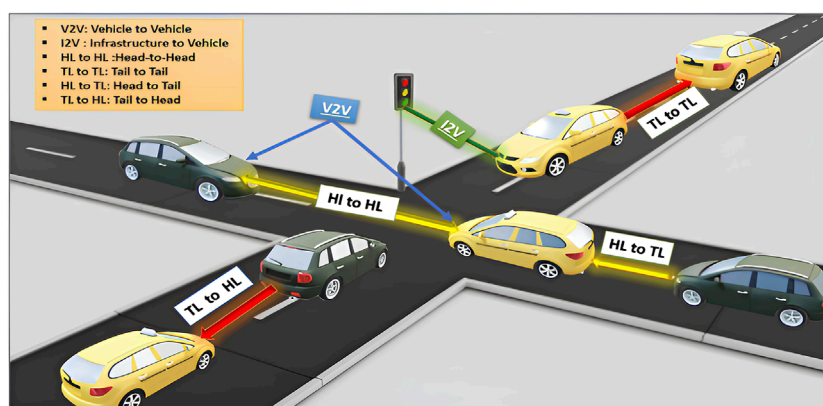 V2V: Vehicle to Vehicle
I2V : Infrastructure to Vehicle
HL to HL :Head-to-Head
TL to TL: Tail to Tail
HL to TL: Head to Tail
TL to HL: Tail to Head
V2V
I2V
TL to TL
Hl to HL
HL to TL
TL to HL